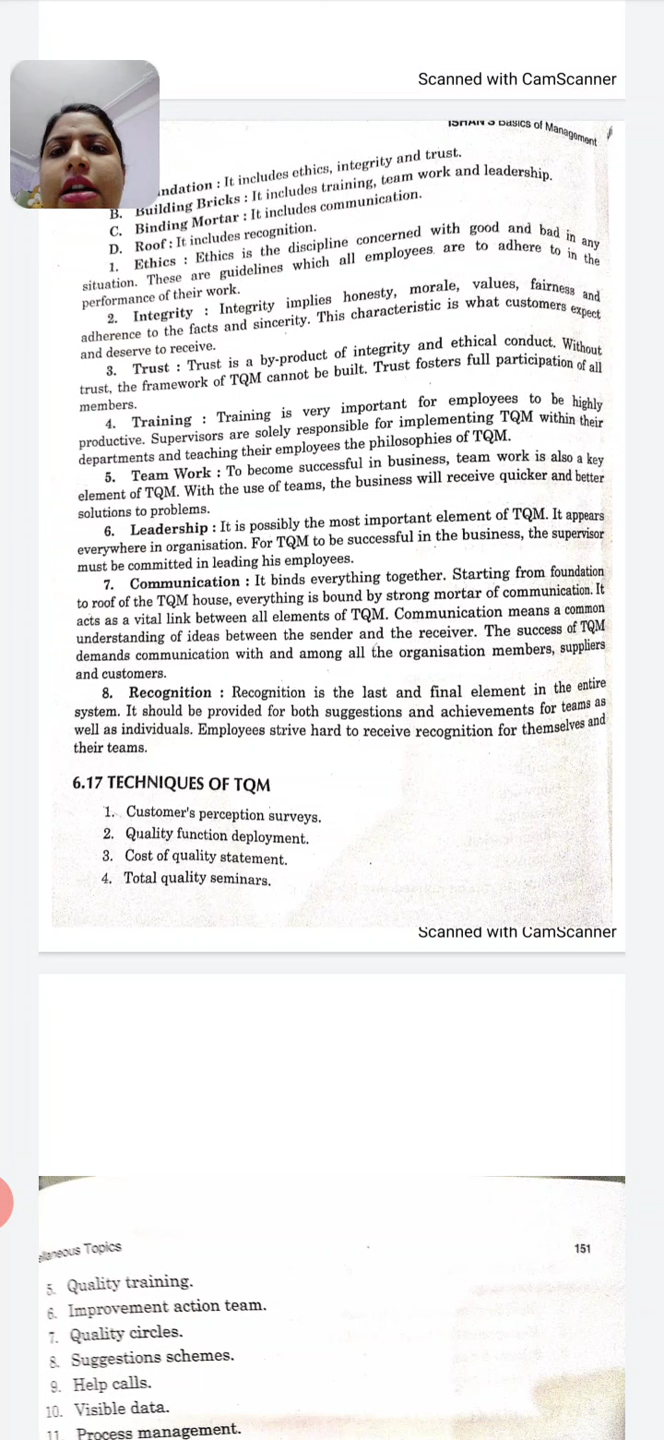 Scanned with CamScanner
ISHAN'S Basics of Management
ndation : It includes ethics, integrity and trust.
B. Building Bricks : It includes training, team work and leadership.
C. Binding Mortar : It includes communication.
D. Roof : It includes recognition.
1. Ethics : Ethics is the discipline concerned with good and bad in any
situation. These are guidelines which all employees are to adhere to in the
performance of their work.
2. Integrity : Integrity implies honesty, morale, values, fairness and
adherence to the facts and sincerity. This characteristic is what customers expect
and deserve to receive.
3. Trust : Trust is a by-product of integrity and ethical conduct. Without
trust, the framework of TQM cannot be built. Trust fosters full participation of all
members.
4. Training : Training is very important for employees to be highly
productive. Supervisors are solely responsible for implementing TQM within their
departments and teaching their employees the philosophies of TQM.
5. Team Work : To become successful in business, team work is also a key
element of TQM. With the use of teams, the business will receive quicker and better
solutions to problems.
6. Leadership : It is possibly the most important element of TQM. It appears
everywhere in organisation. For TQM to be successful in the business, the supervisor
must be committed in leading his employees.
7. Communication : It binds everything together. Starting from foundation
to roof of the TQM house, everything is bound by strong mortar of communication. It
acts as a vital link between all elements of TQM. Communication means a common
understanding of ideas between the sender and the receiver. The success of TQM
demands communication with and among all the organisation members, suppliers
and customers.
8. Recognition : Recognition is the last and final element in the entire
system. It should be provided for both suggestions and achievements for teams as
well as individuals. Employees strive hard to receive recognition for themselves and
their teams.
6.17 TECHNIQUES OF TQM
1. Customer's perception surveys.
2. Quality function deployment.
3. Cost of quality statement.
4. Total quality seminars.
Scanned with CamScanner
ellaneous Topics 151
5. Quality training.
6. Improvement action team.
7. Quality circles.
8. Suggestions schemes.
9. Help calls.
10. Visible data.
11. Process management.